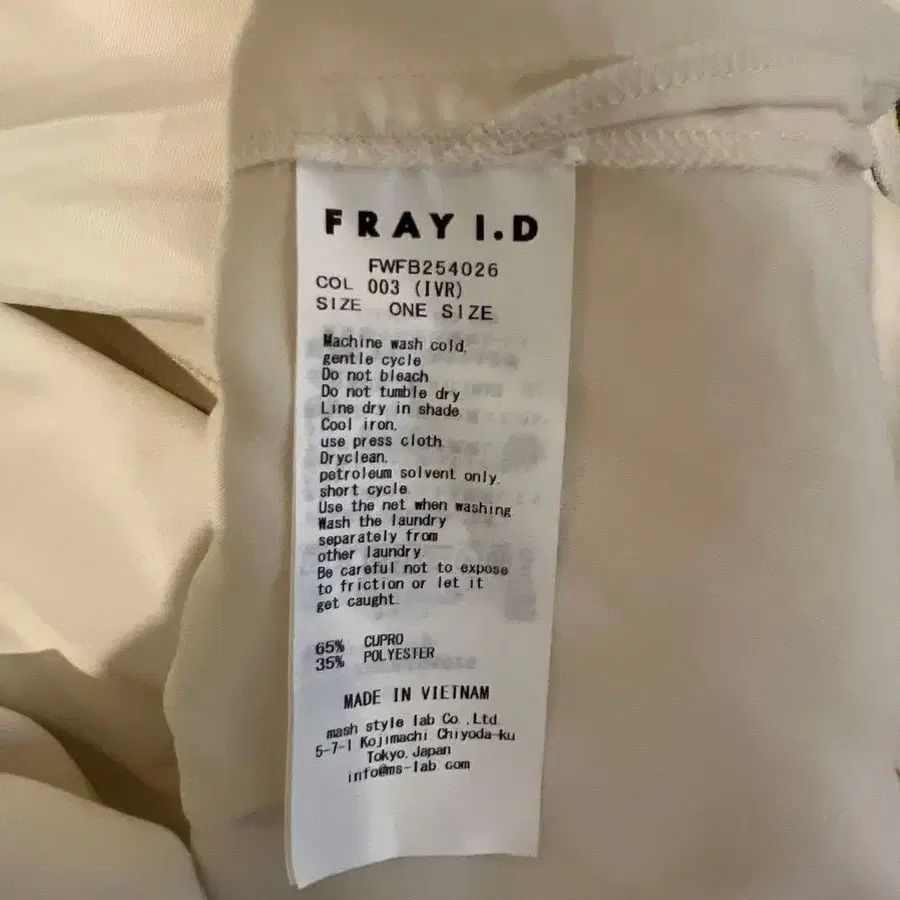 FRAY I.D
FWFB254026
COL 003 (IVR)
SIZE ONE SIZE
Machine wash cold,
gentle cycle.
Do not bleach.
Do not tumble dry.
Line dry in shade.
Cool iron,
use press cloth.
Dryclean,
petroleum solvent only,
short cycle.
Use the net when washing.
Wash the laundry
separately from
other laundry.
Be careful not to expose
to friction or let it
get caught.
65% CUPRO
35% POLYESTER
MADE IN VIETNAM
mash style lab Co.,Ltd.
5-7-1 Kojimachi Chiyoda-ku
Tokyo,Japan
info@ms-lab.com